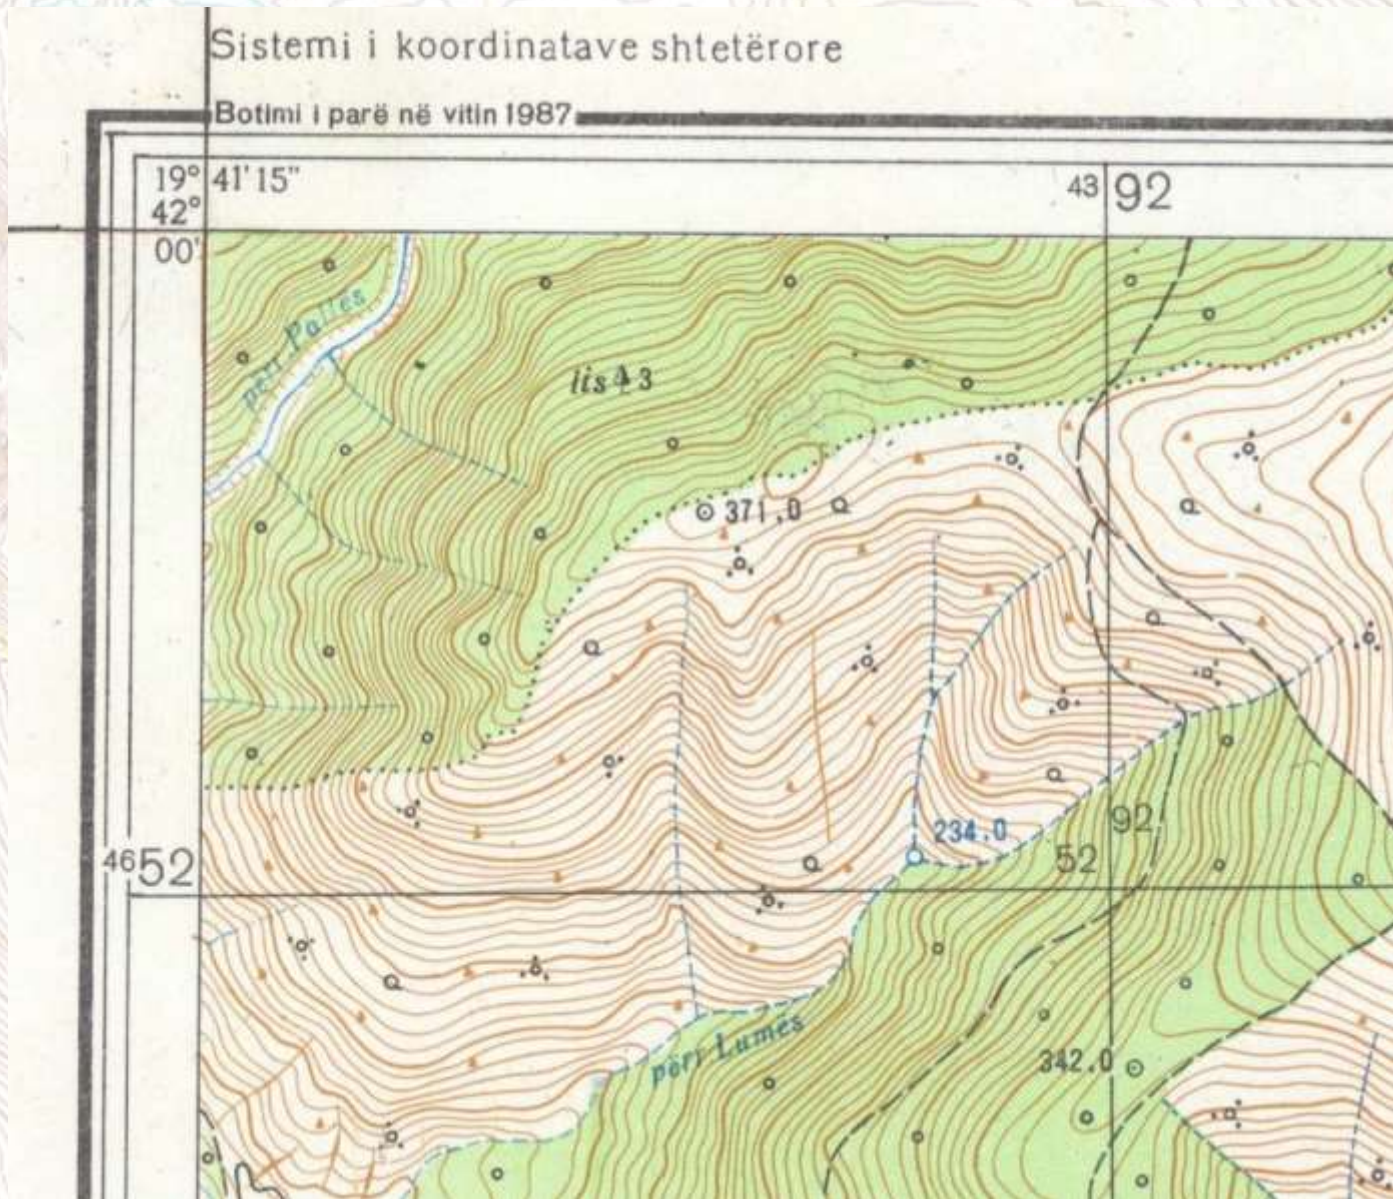 Sistemi i koordinatave shtetërore
Botimi i parë në vitin 1987
19° 41'15"
42°
00'
43 92
përr. Palles
lis 4 3
371,0
234.0
92
52
46 52
përr Lumës
342.0